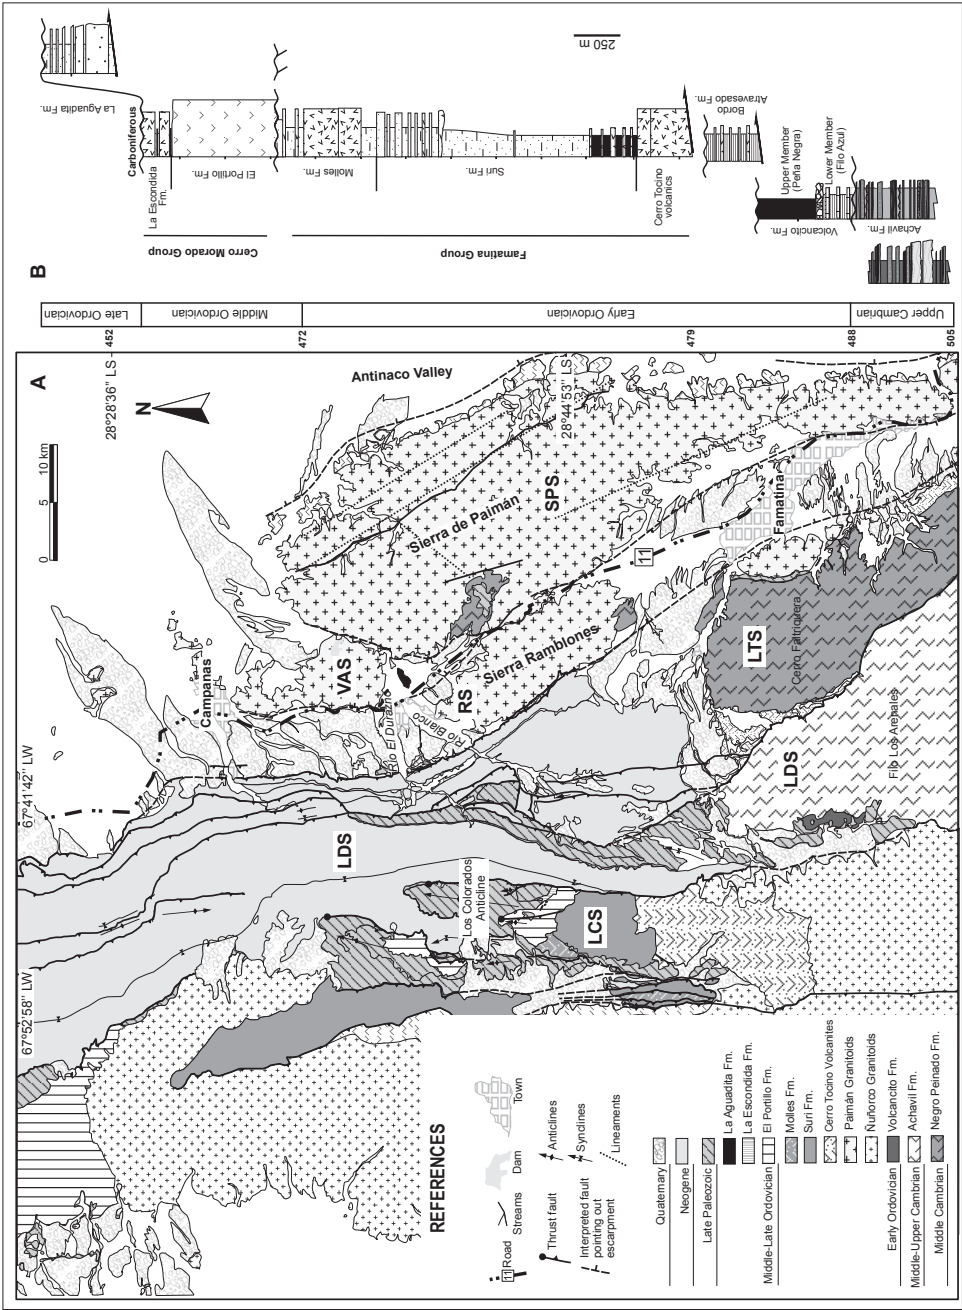 A
0 5 10 km
N
67°52'58" LW
67°41'42" LW
28°28'36" LS
28°44'53" LS
Antinaco Valley
Campanas
VAS
Río El Durazno
Río Blanco
RS
Sierra de Paimán
SPS
Sierra Ramblones
11
Famatina
LDS
Los Colorados
Anticline
LCS
LTS
LDS
Filo Los Arenales
REFERENCES
11 Road
Streams
Dam
Town
Thrust fault
Anticlines
Interpreted fault
pointing out
escarpment
Synclines
Lineaments
Quaternary
Neogene
Late Paleozoic
La Aguadita Fm.
La Escondida Fm.
Middle-Late Ordovician
El Portillo Fm.
Molles Fm.
Suri Fm.
Cerro Tocino Volcanites
Paimán Granitoids
Ñuñorco Granitoids
Early Ordovician
Volcancito Fm.
Middle-Upper Cambrian
Achavil Fm.
Middle Cambrian
Negro Peinado Fm.
B
Late Ordovician
452
Middle Ordovician
472
Early Ordovician
479
488
Upper Cambrian
505
Cerro Morado Group
Famatina Group
La Aguadita Fm.
Carboniferous
La Escondida
Fm.
El Portillo Fm.
Molles Fm.
Suri Fm.
Cerro Tocino
volcanics
250 m
Bordo
Atravesado Fm.
Upper Member
(Peña Negra)
Lower Member
(Filo Azul)
Volcancito Fm.
Achavil Fm.